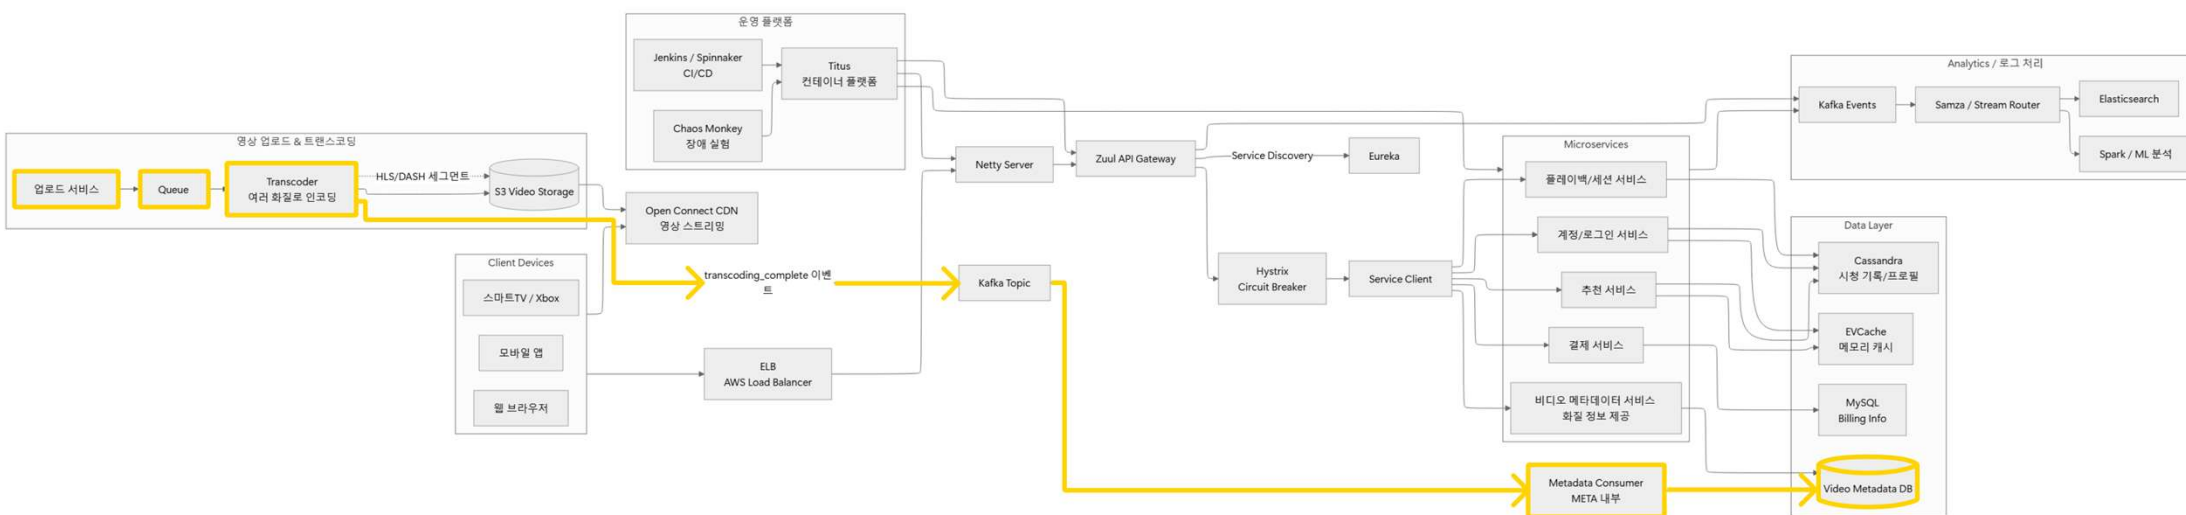 운영 플랫폼
Jenkins / Spinnaker
CI/CD
Titus
컨테이너 플랫폼
Chaos Monkey
장애 실험
영상 업로드 & 트랜스코딩
업로드 서비스
Queue
Transcoder
여러 화질로 인코딩
HLS/DASH 세그먼트
S3 Video Storage
Open Connect CDN
영상 스트리밍
Client Devices
스마트TV / Xbox
모바일 앱
웹 브라우저
transcoding_complete 이벤
트
Kafka Topic
ELB
AWS Load Balancer
Netty Server
Zuul API Gateway
Service Discovery
Eureka
Hystrix
Circuit Breaker
Service Client
Microservices
플레이백/세션 서비스
계정/로그인 서비스
추천 서비스
결제 서비스
비디오 메타데이터 서비스
화질 정보 제공
Metadata Consumer
META 내부
Analytics / 로그 처리
Kafka Events
Samza / Stream Router
Elasticsearch
Spark / ML 분석
Data Layer
Cassandra
시청 기록/프로필
EVCache
메모리 캐시
MySQL
Billing Info
Video Metadata DB